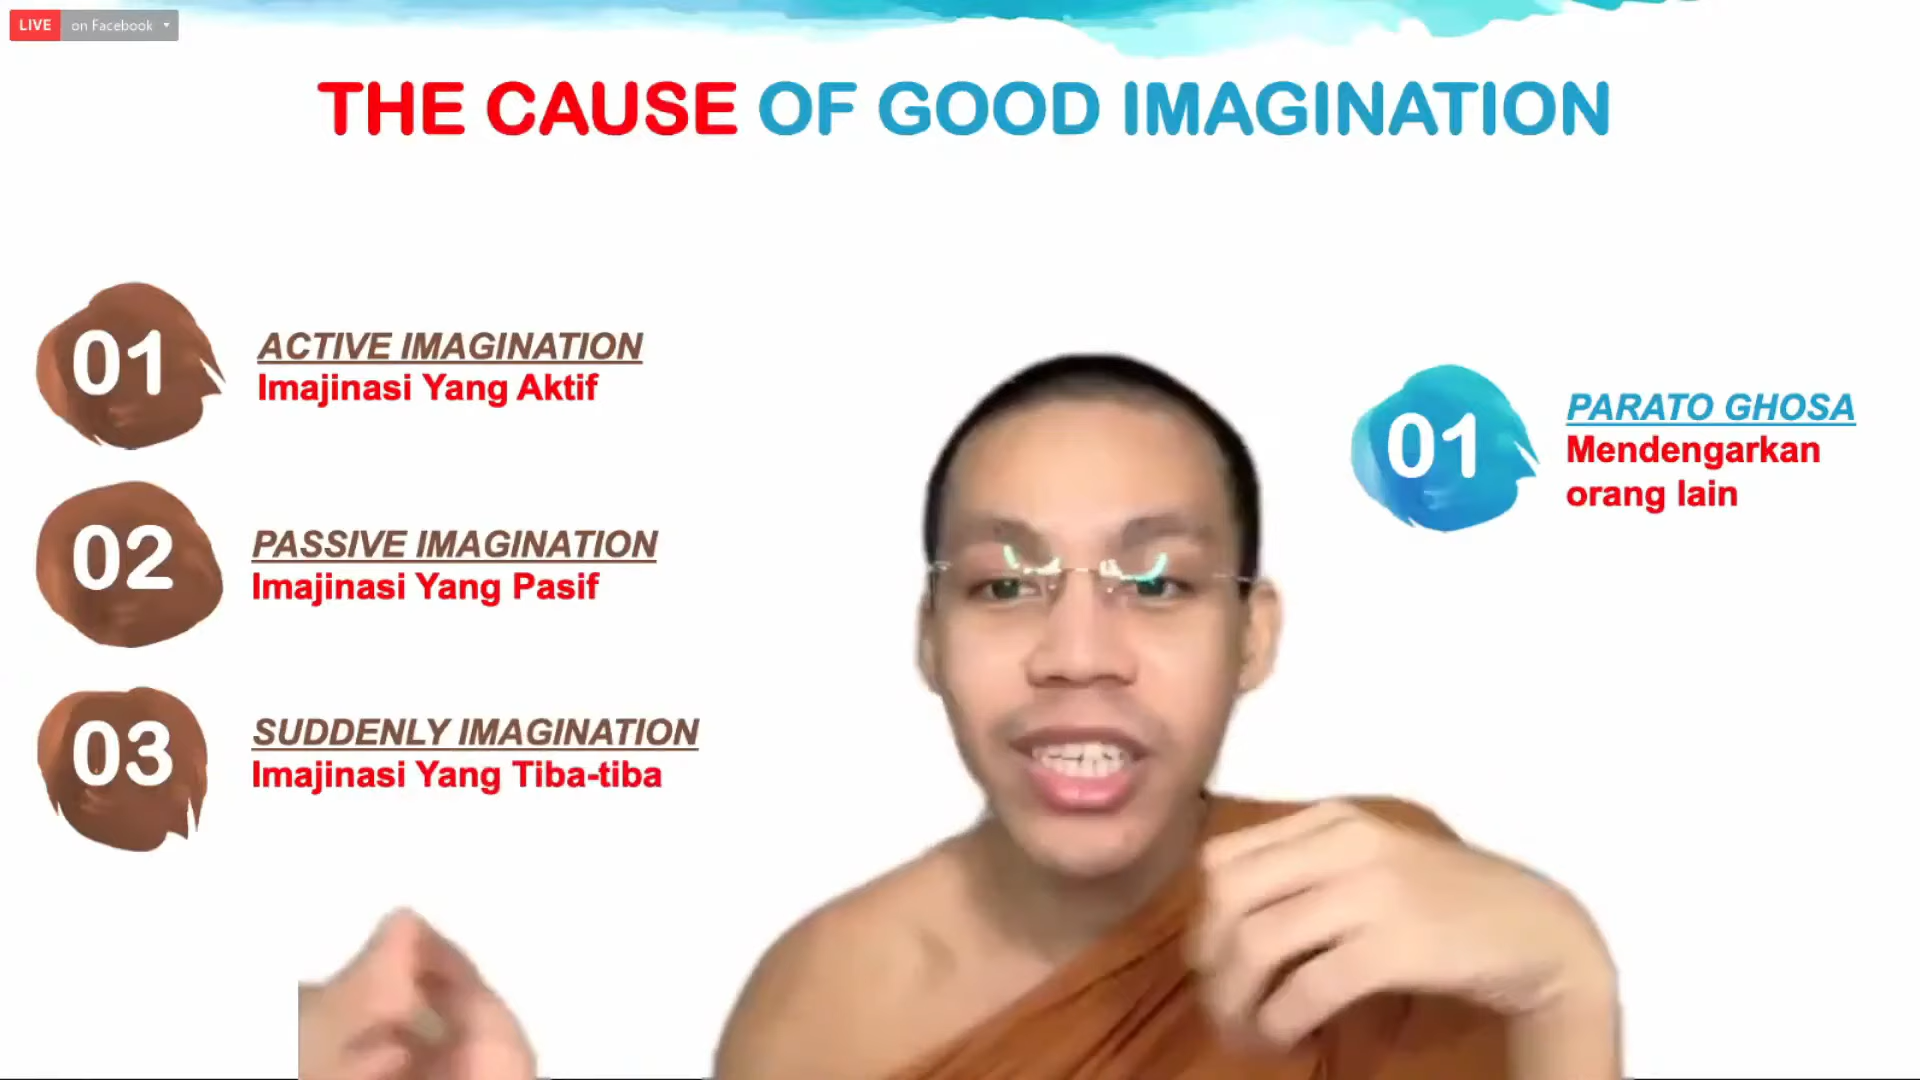 LIVE on Facebook
THE CAUSE OF GOOD IMAGINATION
01
ACTIVE IMAGINATION
Imajinasi Yang Aktif
02
PASSIVE IMAGINATION
Imajinasi Yang Pasif
03
SUDDENLY IMAGINATION
Imajinasi Yang Tiba-tiba
01
PARATO GHOSA
Mendengarkan
orang lain